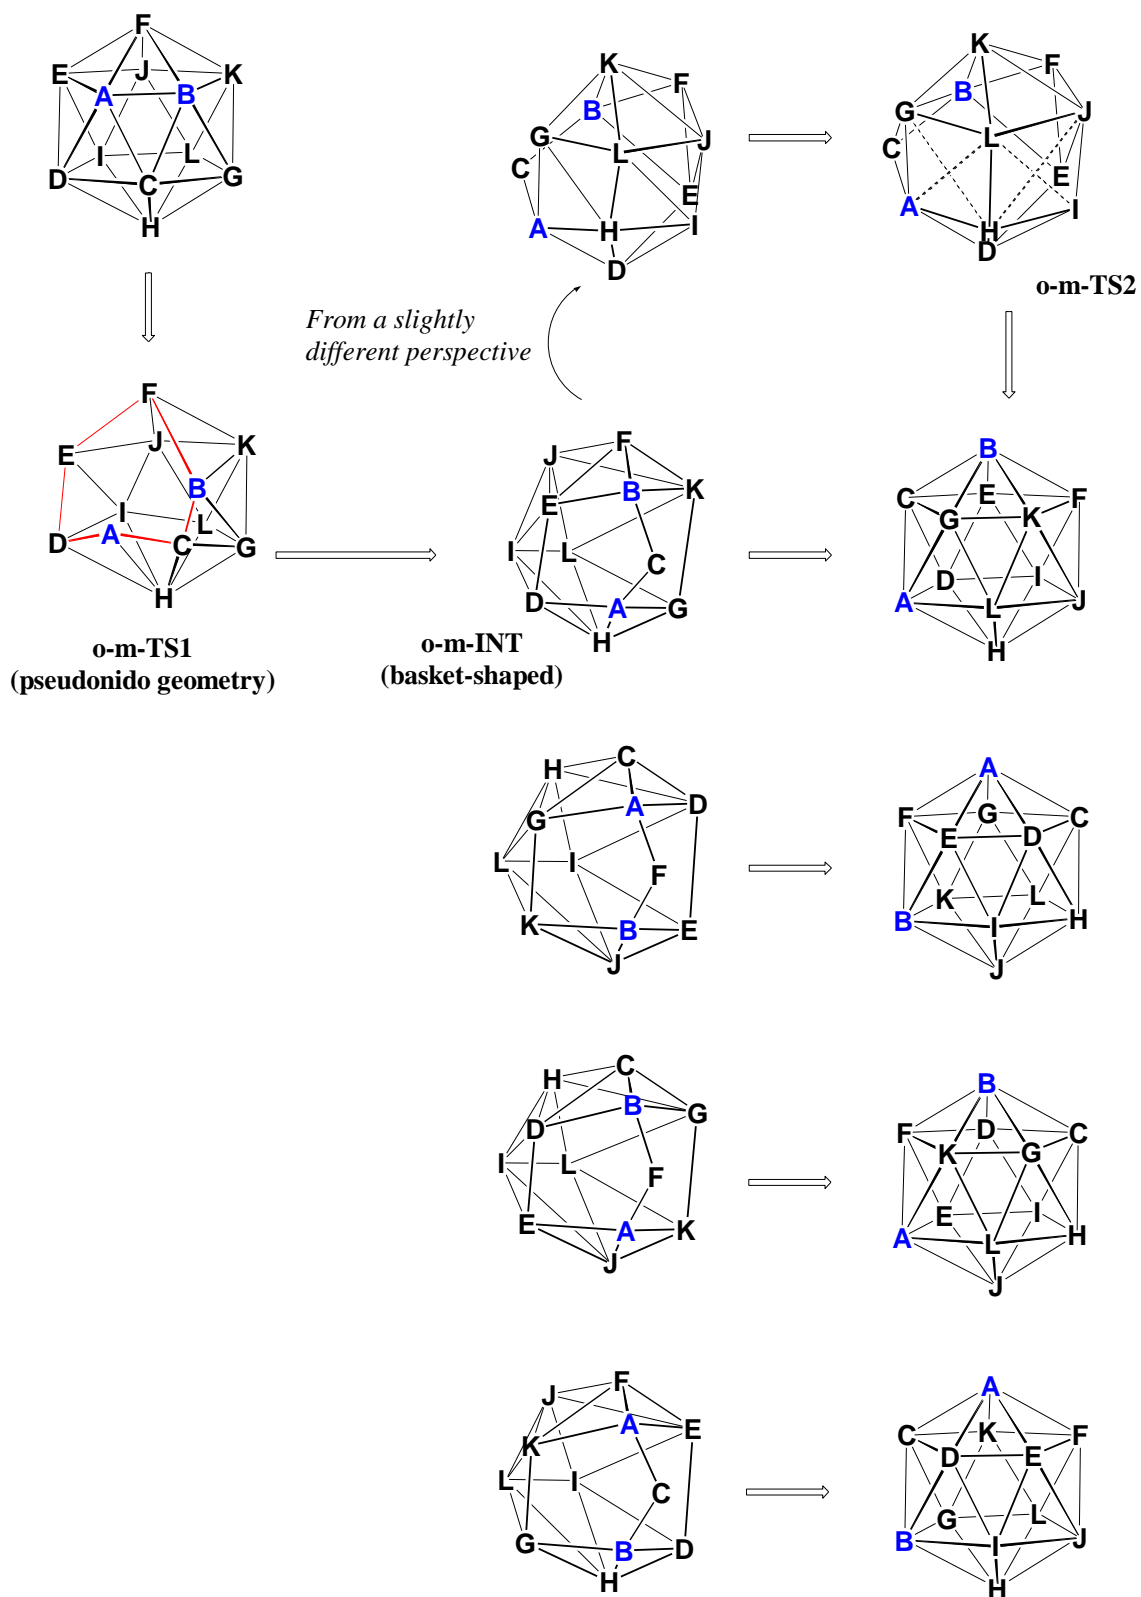 F
E J K
A B
I L
D C G
H
K
F
B
G
L J
C
E
A H I
D
K
F
B
G J
L
C
E
A I
H
D
o-m-TS2
From a slightly
different perspective
F
E J K
B
I L
D A C G
H
o-m-TS1
(pseudonido geometry)
J F
E B K
I L C
D A G
H
o-m-INT
(basket-shaped)
B
C E F
G K
D I
A L J
H
H C
G A D
L I F
K B E
J
A
F G C
E D
K L
B I H
J
H C
D B G
I L F
E A K
J
B
F D C
K G
E I
A L H
J
J F
K A E
L I C
G B D
H
A
C K F
D E
G L
B I J
H